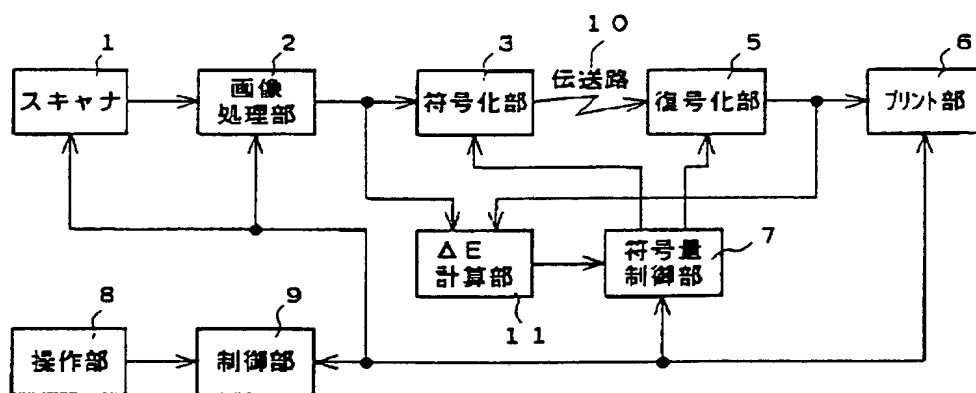 1
スキャナ
2
画像
処理部
3
符号化部
10
伝送路
5
復号化部
6
プリント部
ΔE
計算部
11
符号量
制御部
7
8
操作部
9
制御部